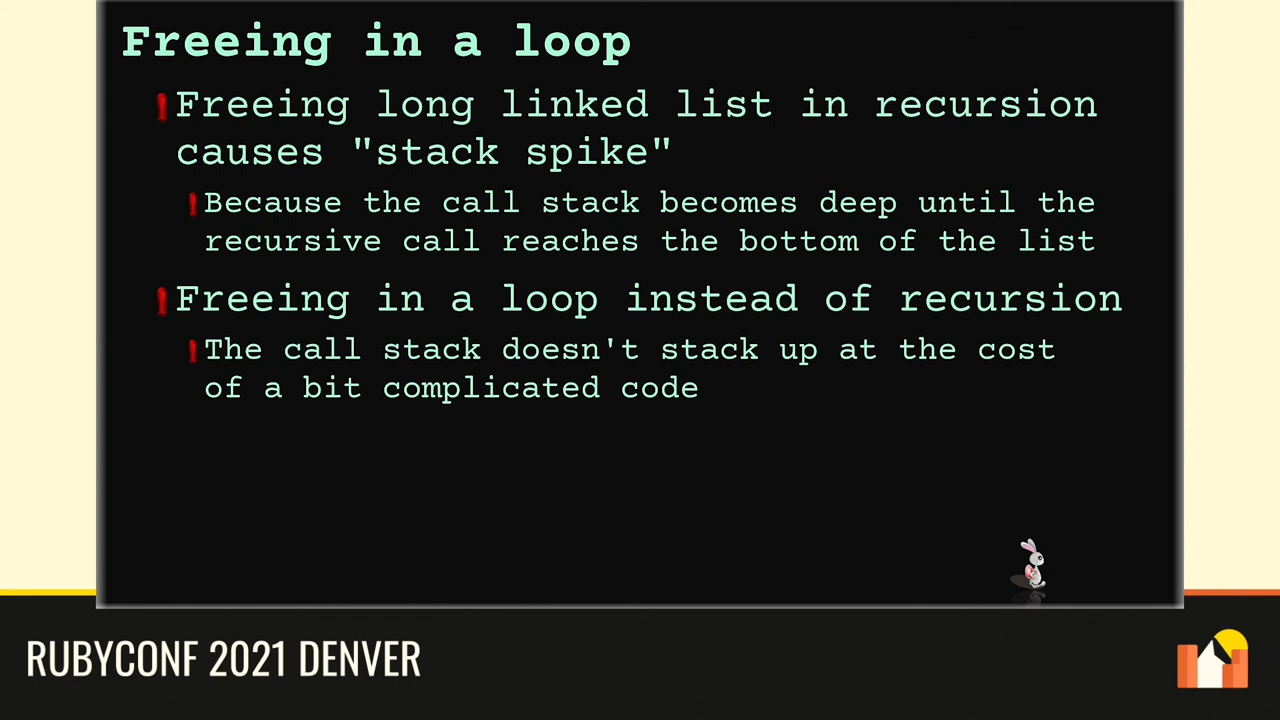 Freeing in a loop
Freeing long linked list in recursion
causes "stack spike"
Because the call stack becomes deep until the
recursive call reaches the bottom of the list
Freeing in a loop instead of recursion
The call stack doesn't stack up at the cost
of a bit complicated code
RUBYCONF 2021 DENVER